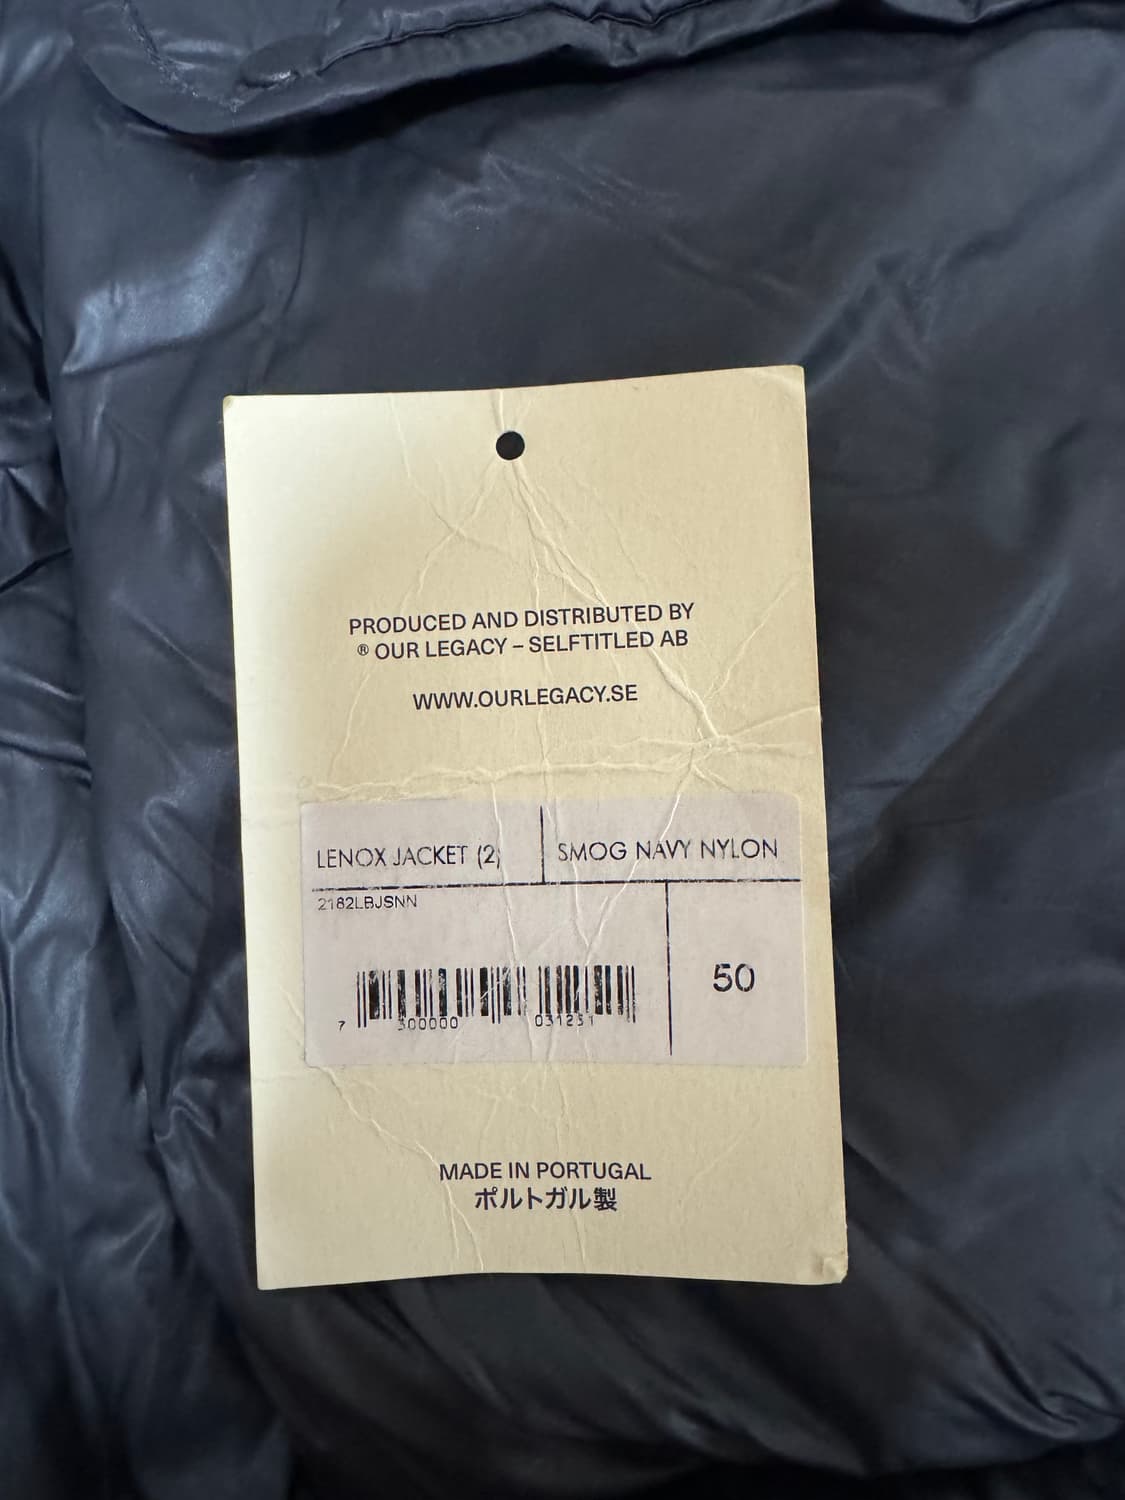 PRODUCED AND DISTRIBUTED BY
® OUR LEGACY – SELFTITLED AB
WWW.OURLEGACY.SE
LENOX JACKET (2)
SMOG NAVY NYLON
2182LBJSNN
50
7 300000 031231
MADE IN PORTUGAL
ポルトガル製